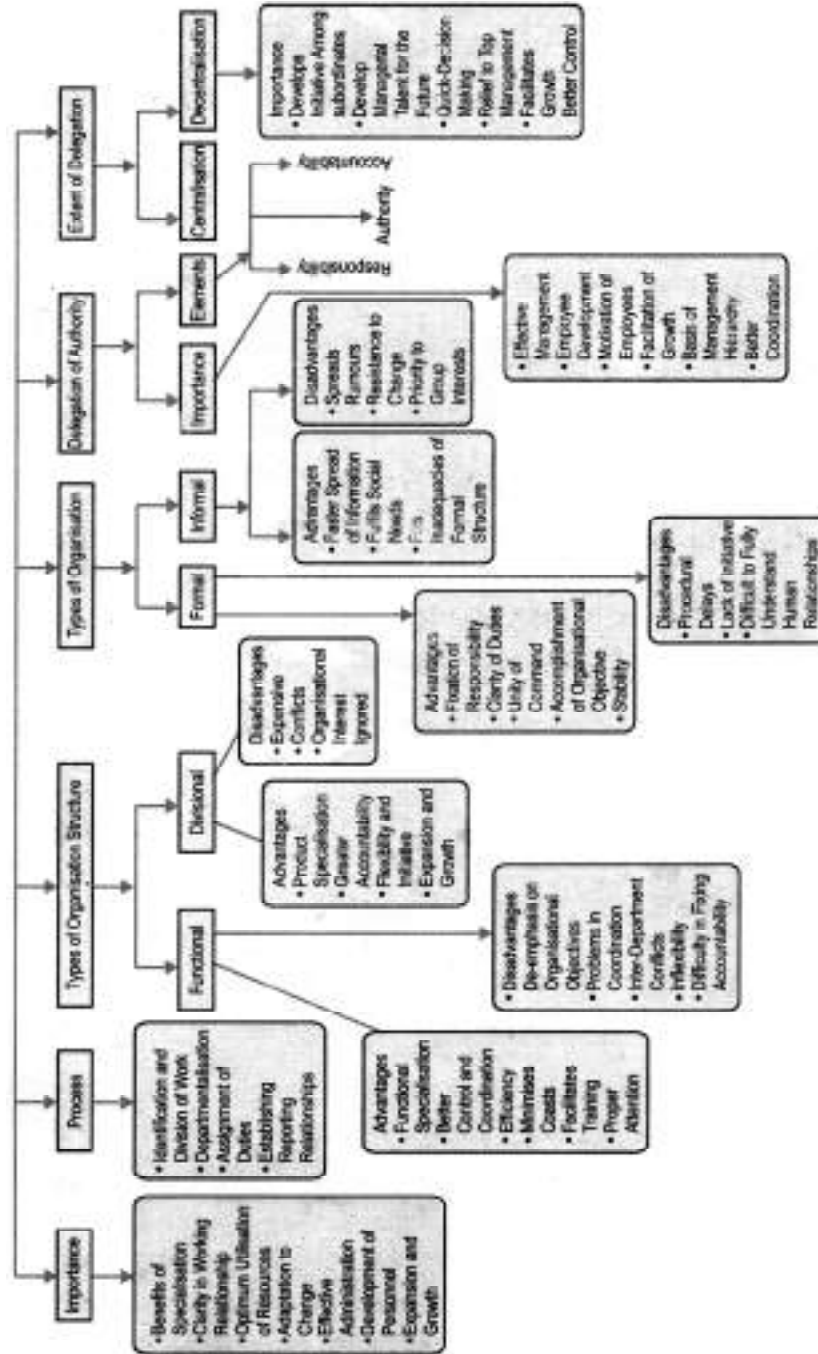 Importance
• Benefits of
Specialisation
• Clarity in Working
Relationship
• Optimum Utilisation
of Resources
• Adaptation to
Change
• Effective
Administration
• Development of
Personnel
• Expansion and
Growth
Process
• Identification and
Division of Work
• Departmentalisation
• Assignment of
Duties
• Establishing
Reporting
Relationships
Types of Organisation Structure
Functional
Advantages
• Functional
Specialisation
• Better
Control and
Coordination
• Efficiency
• Minimises
Coasts
• Facilitates
Training
• Proper
Attention
• Disadvantages
De-emphasis on
Organisational
Objectives
• Problems in
Coordination
• Inter-Department
Conflicts
• Inflexibility
• Difficulty in Fixing
Accountability
Divisional
Advantages
• Product
Specialisation
• Greater
Accountability
• Flexibility and
Initiative
• Expansion and
Growth
Disadvantages
• Expensive
• Conflicts
• Organisational
Interest
Ignored
Types of Organisation
Formal
Advantages
• Fixation of
Responsibility
• Clarity of Duties
• Unity of
Command
• Accomplishment
of Organisational
Objective
• Stability
Disadvantages
• Procedural
Delays
• Lack of Initiative
• Difficult to Fully
Understand
Human
Relationships
Informal
Advantages
• Faster Spread
of Information
• Fulfils Social
Needs
•
Inadequacies of
Formal
Structure
Disadvantages
• Spreads
Rumours
• Resistance to
Change
• Priority to
Group
Interests
Delegation of Authority
Importance
• Effective
Management
• Employee
Development
• Motivation of
Employees
• Facilitation of
Growth
• Basis of
Management
Hierarchy
• Better
Coordination
Elements
Responsibility
Authority
Accountability
Extent of Delegation
Centralisation
Decentralisation
Importance
• Develops
Initiative Among
subordinates
• Develop
Managerial
Talent for the
Future
• Quick-Decision
Making
• Relief to Top
Management
• Facilitates
Growth
Better Control